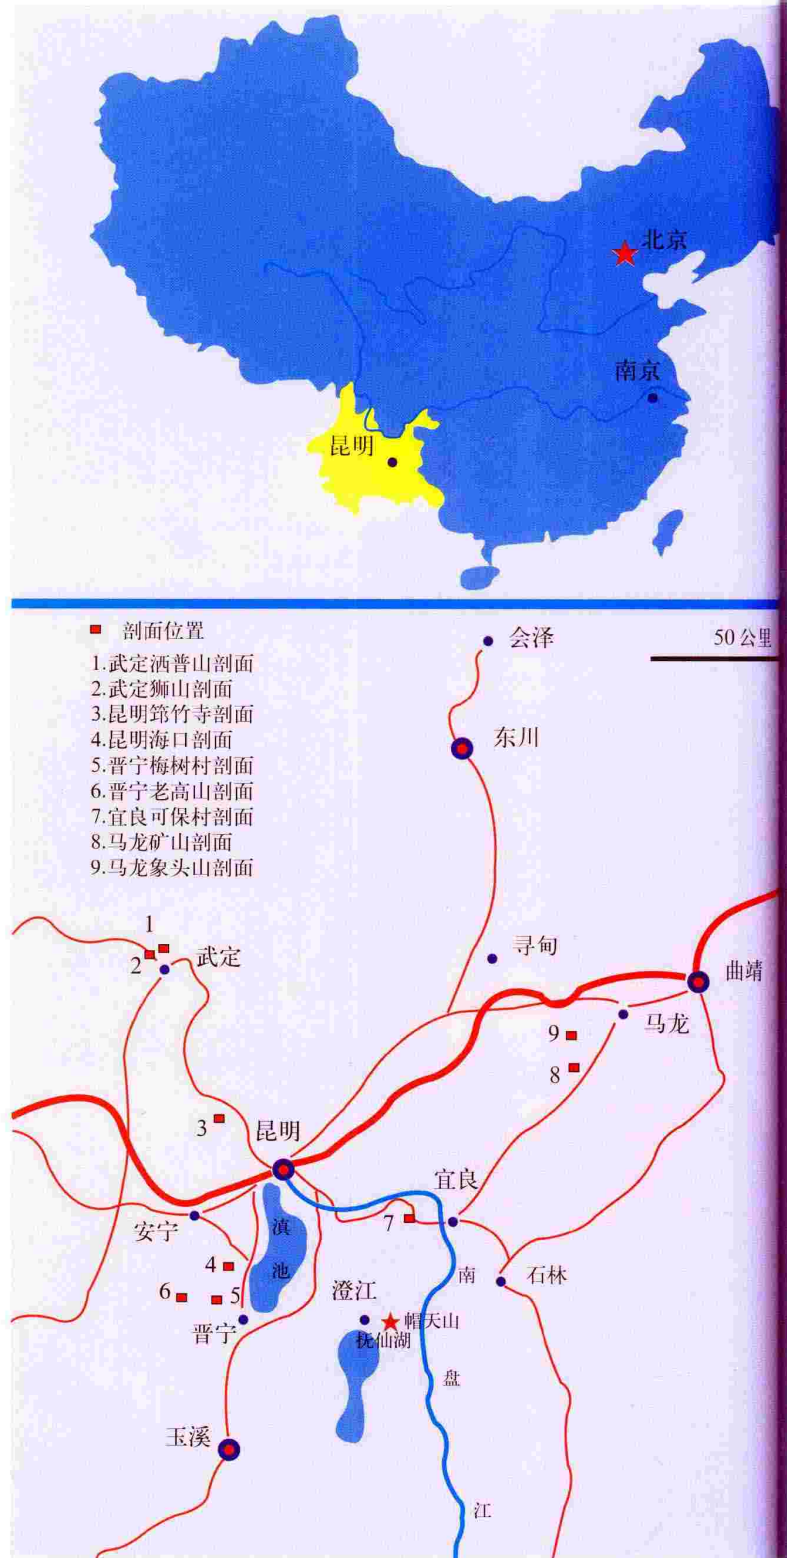 北京
南京
昆明
剖面位置
50公里
1.武定洒普山剖面
2.武定狮山剖面
3.昆明筇竹寺剖面
4.昆明海口剖面
5.晋宁梅树村剖面
6.晋宁老高山剖面
7.宜良可保村剖面
8.马龙矿山剖面
9.马龙象头山剖面
会泽
东川
1
2
武定
寻甸
曲靖
马龙
9
8
3
昆明
宜良
7
安宁
滇
池
4
南
石林
6
5
澄江
晋宁
帽天山
抚仙湖
盘
玉溪
江